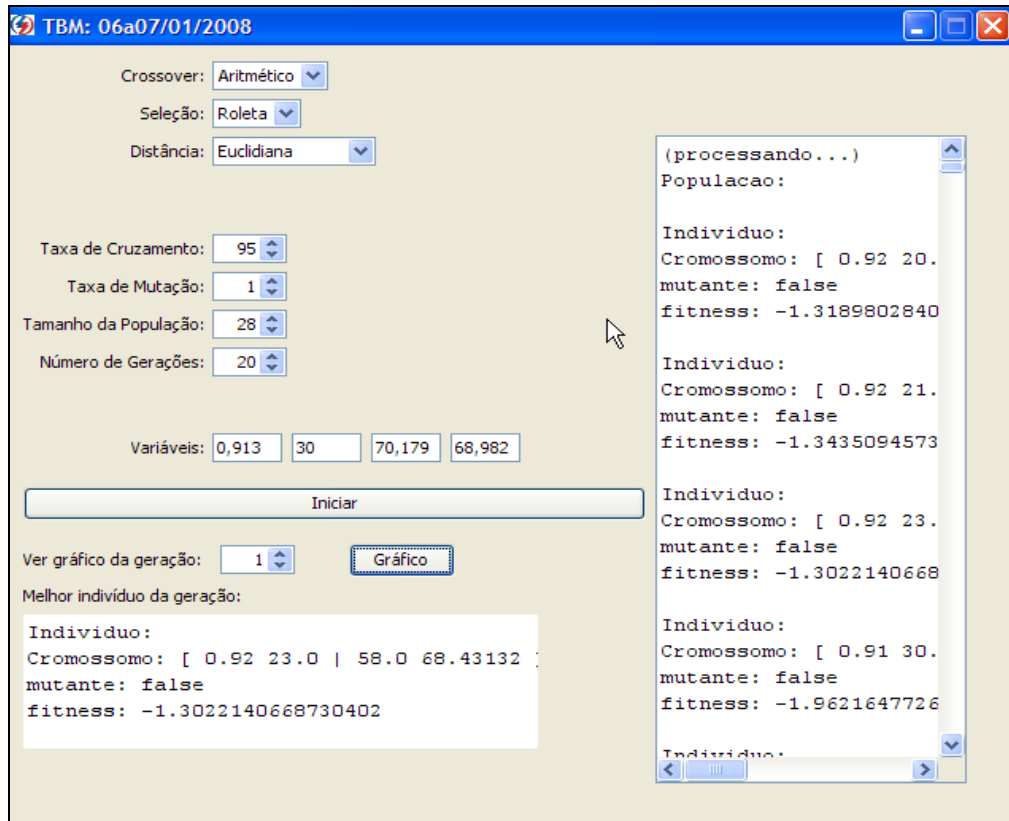 TBM: 06a07/01/2008
Crossover: Aritmético
Seleção: Roleta
Distância: Euclidiana
Taxa de Cruzamento: 95
Taxa de Mutação: 1
Tamanho da População: 28
Número de Gerações: 20
Variáveis: 0,913 30 70,179 68,982
Iniciar
Ver gráfico da geração: 1 Gráfico
Melhor indivíduo da geração:
Individuo:
Cromossomo: [ 0.92 23.0 | 58.0 68.43132 ]
mutante: false
fitness: -1.3022140668730402
(processando...)
Populacao:
Individuo:
Cromossomo: [ 0.92 20.
mutante: false
fitness: -1.3189802840
Individuo:
Cromossomo: [ 0.92 21.
mutante: false
fitness: -1.3435094573
Individuo:
Cromossomo: [ 0.92 23.
mutante: false
fitness: -1.3022140668
Individuo:
Cromossomo: [ 0.91 30.
mutante: false
fitness: -1.9621647726
Individuo: